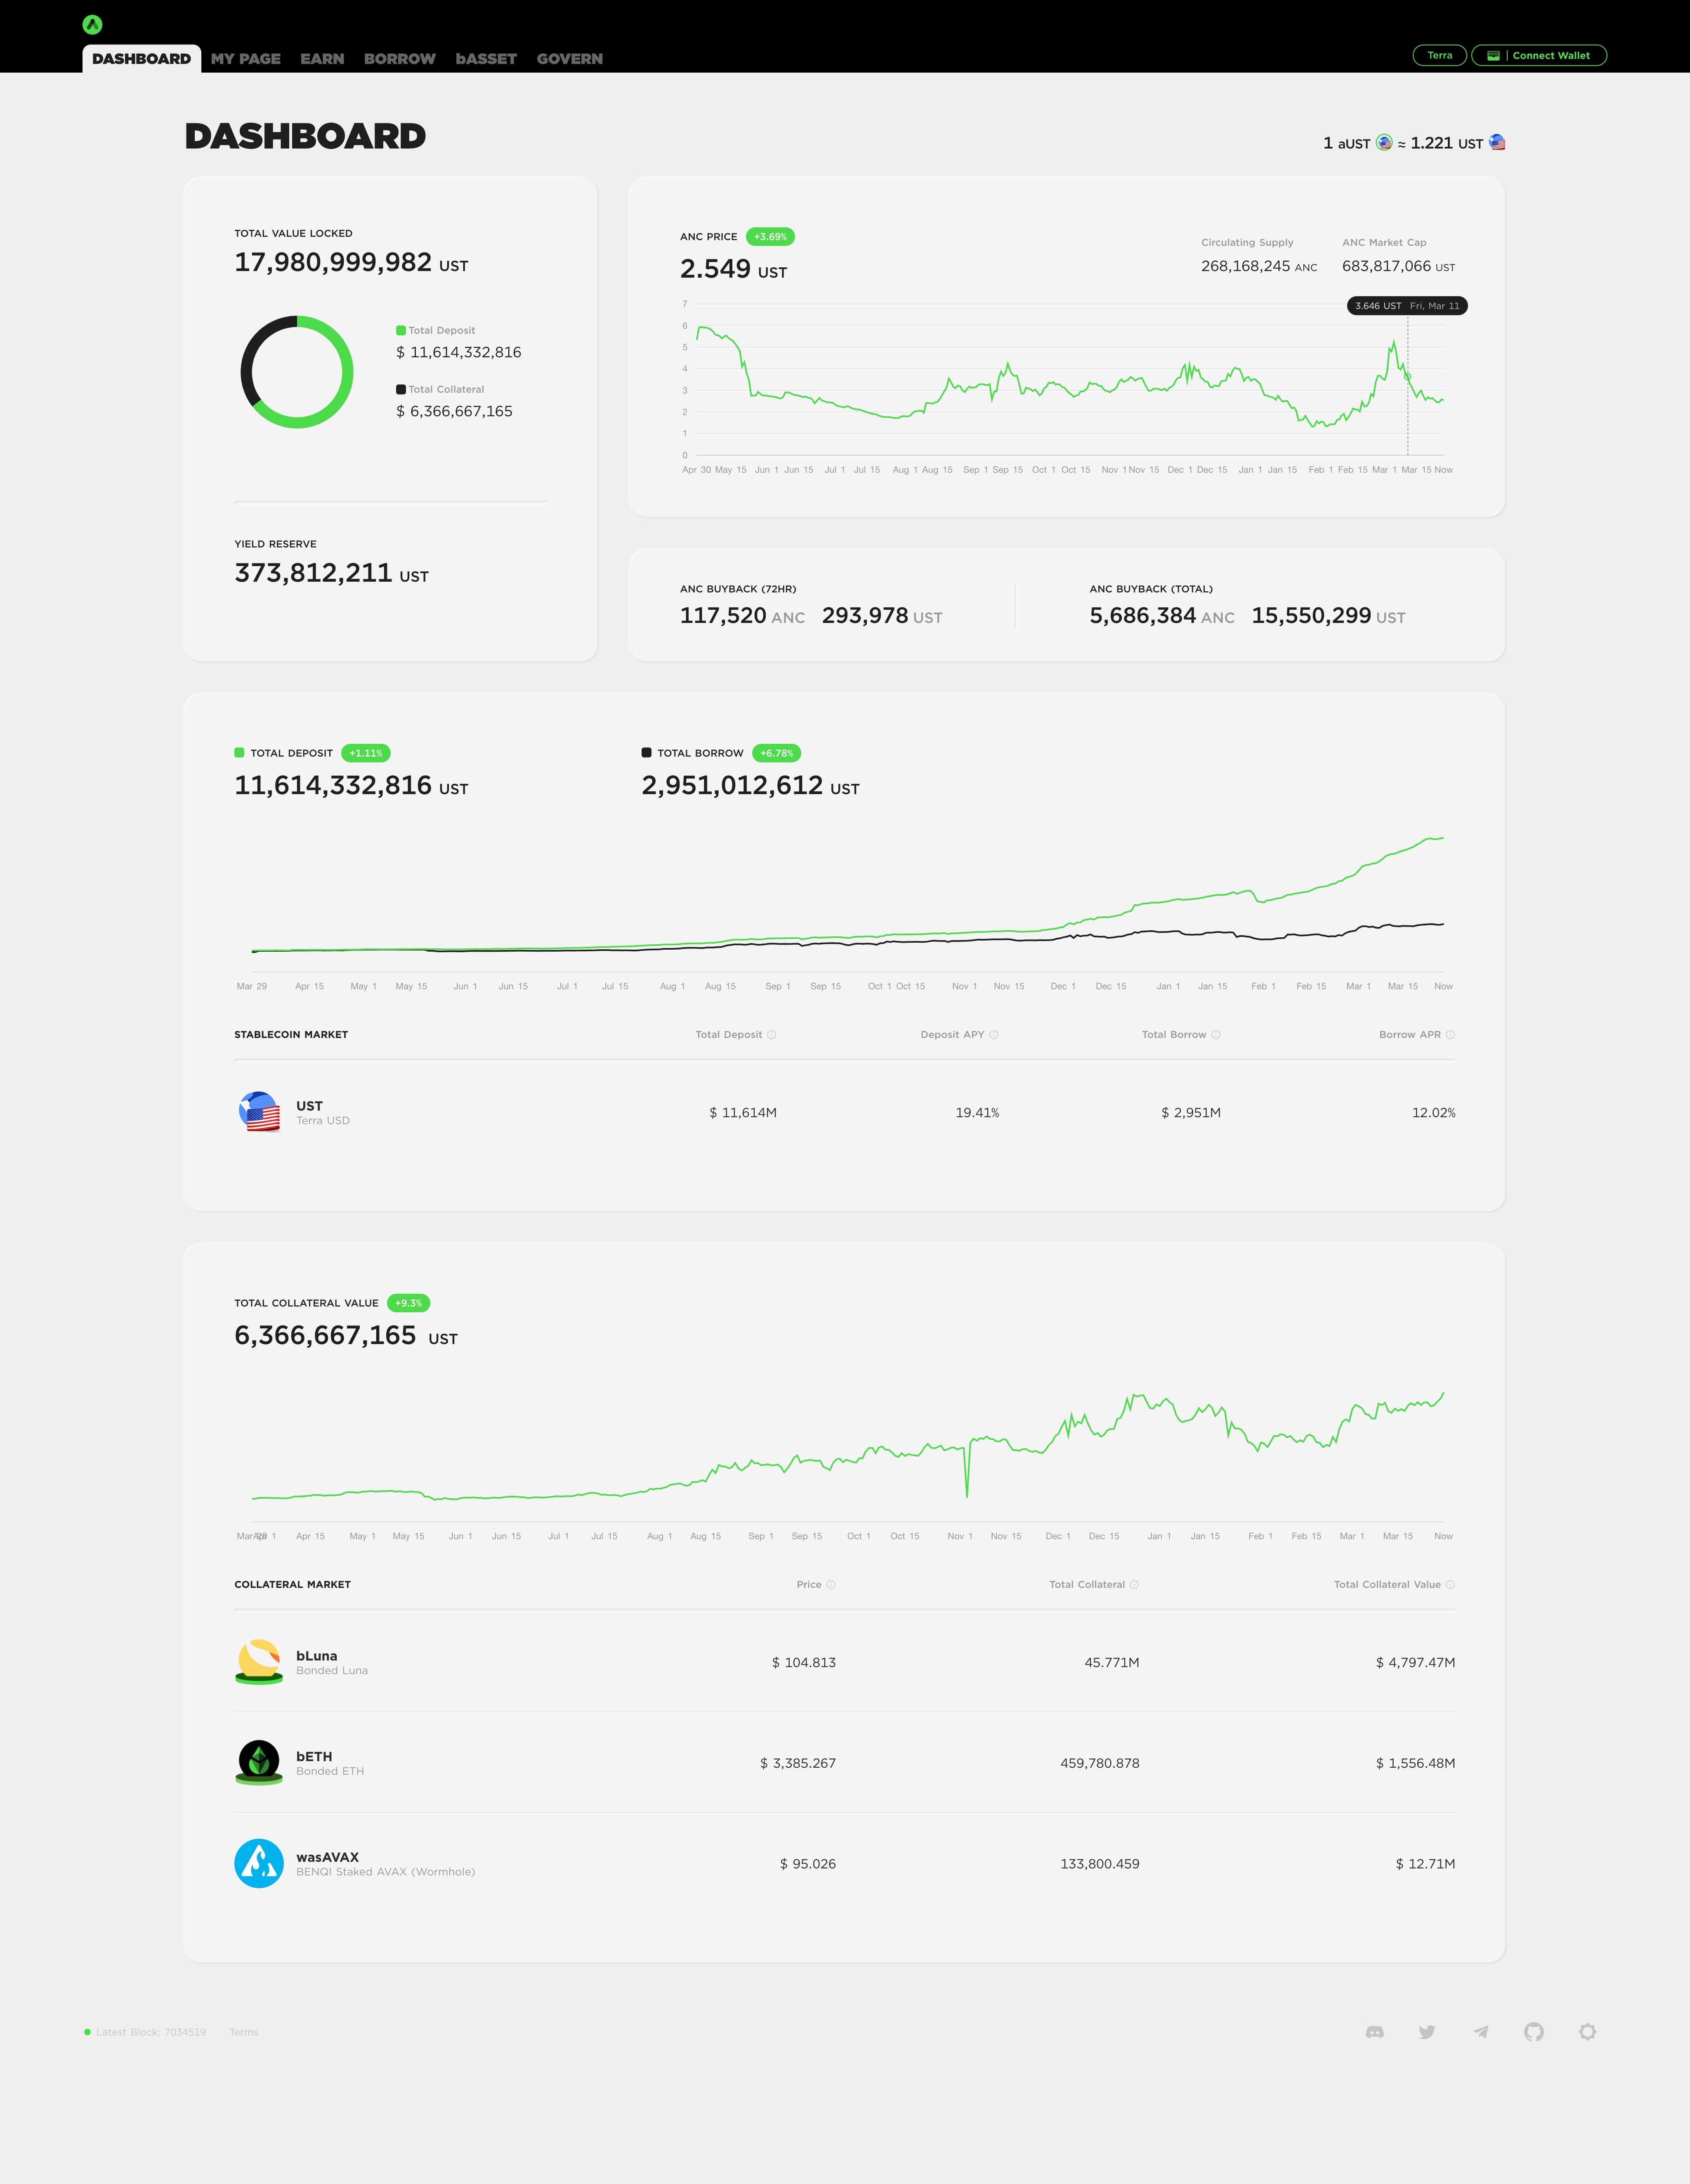 DASHBOARD MY PAGE EARN BORROW bASSET GOVERN
Terra Connect Wallet
DASHBOARD
1 aUST ≈ 1.221 UST
TOTAL VALUE LOCKED
17,980,999,982 UST
Total Deposit
$ 11,614,332,816
Total Collateral
$ 6,366,667,165
YIELD RESERVE
373,812,211 UST
ANC PRICE +3.69%
2.549 UST
Circulating Supply
268,168,245 ANC
ANC Market Cap
683,817,066 UST
3.646 UST Fri, Mar 11
7
6
5
4
3
2
1
0
Apr 30 May 15 Jun 1 Jun 15 Jul 1 Jul 15 Aug 1 Aug 15 Sep 1 Sep 15 Oct 1 Oct 15 Nov 1 Nov 15 Dec 1 Dec 15 Jan 1 Jan 15 Feb 1 Feb 15 Mar 1 Mar 15 Now
ANC BUYBACK (72HR)
117,520 ANC 293,978 UST
ANC BUYBACK (TOTAL)
5,686,384 ANC 15,550,299 UST
TOTAL DEPOSIT +1.11%
11,614,332,816 UST
TOTAL BORROW +6.78%
2,951,012,612 UST
Mar 29 Apr 15 May 1 May 15 Jun 1 Jun 15 Jul 1 Jul 15 Aug 1 Aug 15 Sep 1 Sep 15 Oct 1 Oct 15 Nov 1 Nov 15 Dec 1 Dec 15 Jan 1 Jan 15 Feb 1 Feb 15 Mar 1 Mar 15 Now
STABLECOIN MARKET Total Deposit Deposit APY Total Borrow Borrow APR
UST
Terra USD
$ 11,614M 19.41% $ 2,951M 12.02%
TOTAL COLLATERAL VALUE +9.3%
6,366,667,165 UST
Mar 29 Apr 1 Apr 15 May 1 May 15 Jun 1 Jun 15 Jul 1 Jul 15 Aug 1 Aug 15 Sep 1 Sep 15 Oct 1 Oct 15 Nov 1 Nov 15 Dec 1 Dec 15 Jan 1 Jan 15 Feb 1 Feb 15 Mar 1 Mar 15 Now
COLLATERAL MARKET Price Total Collateral Total Collateral Value
bLuna
Bonded Luna
$ 104.813 45.771M $ 4,797.47M
bETH
Bonded ETH
$ 3,385.267 459,780.878 $ 1,556.48M
wasAVAX
BENQI Staked AVAX (Wormhole)
$ 95.026 133,800.459 $ 12.71M
Latest Block: 7034519 Terms